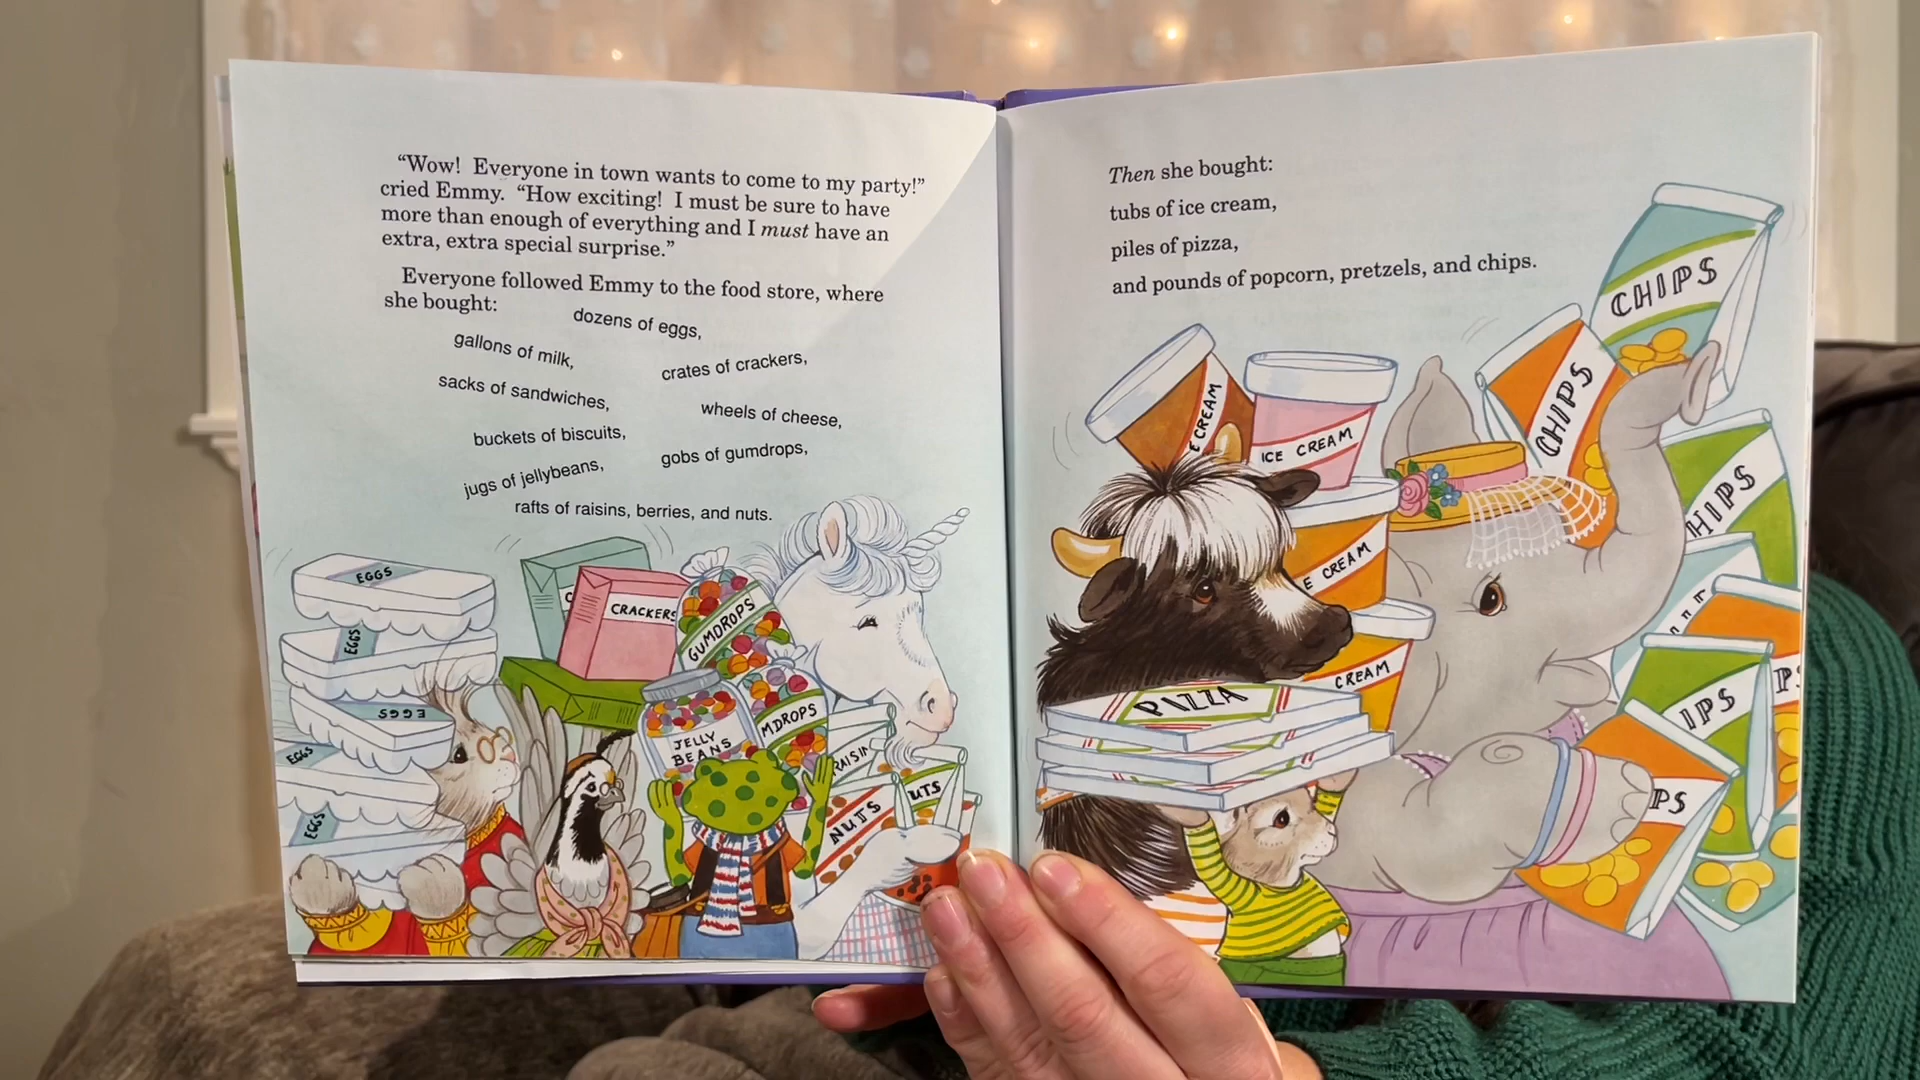 “Wow! Everyone in town wants to come to my party!”
cried Emmy. “How exciting! I must be sure to have
more than enough of everything and I must have an
extra, extra special surprise.”
Everyone followed Emmy to the food store, where
she bought:
dozens of eggs,
gallons of milk,
crates of crackers,
sacks of sandwiches,
wheels of cheese,
buckets of biscuits,
gobs of gumdrops,
jugs of jellybeans,
rafts of raisins, berries, and nuts.
EGGS
EGGS
EGGS
EGGS
EGGS
C
CRACKERS
GUMDROPS
JELLY
BEANS
MDROPS
RAISIN
NUTS
UTS
Then she bought:
tubs of ice cream,
piles of pizza,
and pounds of popcorn, pretzels, and chips.
CHIPS
CHIPS
HIPS
E CREAM
ICE CREAM
E CREAM
CREAM
PIZZA
IPS
P
PS